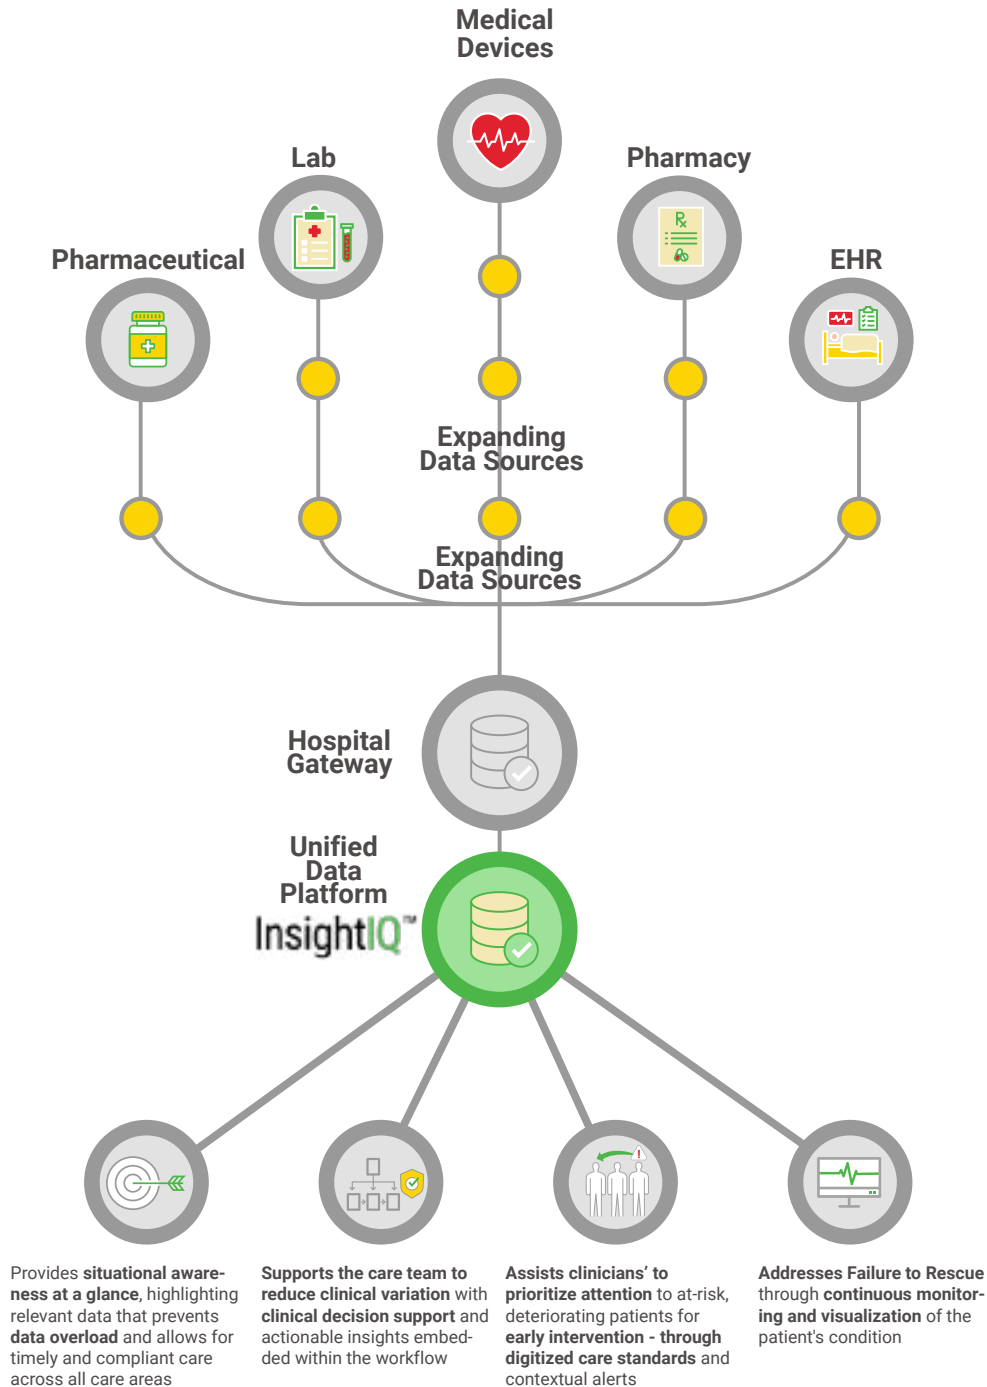 Medical
Devices
Lab
Pharmacy
Pharmaceutical
EHR
Rx
Expanding
Data Sources
Expanding
Data Sources
Hospital
Gateway
Unified
Data
Platform
InsightIQ™
!
Provides situational aware-
ness at a glance, highlighting
relevant data that prevents
data overload and allows for
timely and compliant care
across all care areas
Supports the care team to
reduce clinical variation with
clinical decision support and
actionable insights embed-
ded within the workflow
Assists clinicians’ to
prioritize attention to at-risk,
deteriorating patients for
early intervention - through
digitized care standards and
contextual alerts
Addresses Failure to Rescue
through continuous monitor-
ing and visualization of the
patient's condition